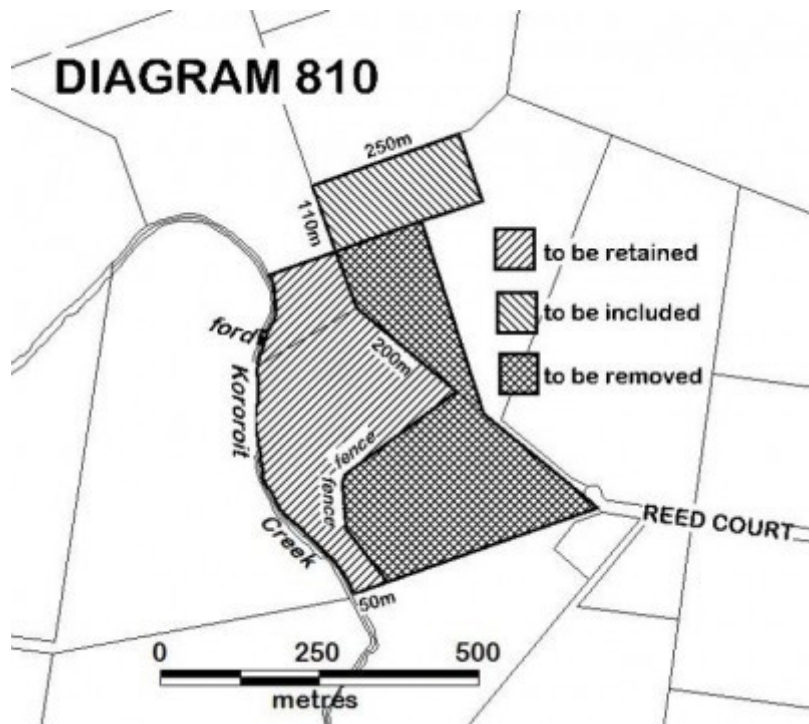 DIAGRAM 810
250m
110m
to be retained
to be included
to be removed
ford
200m
Kororoit
Creek
fence
fence
REED COURT
50m
0 250 500
metres